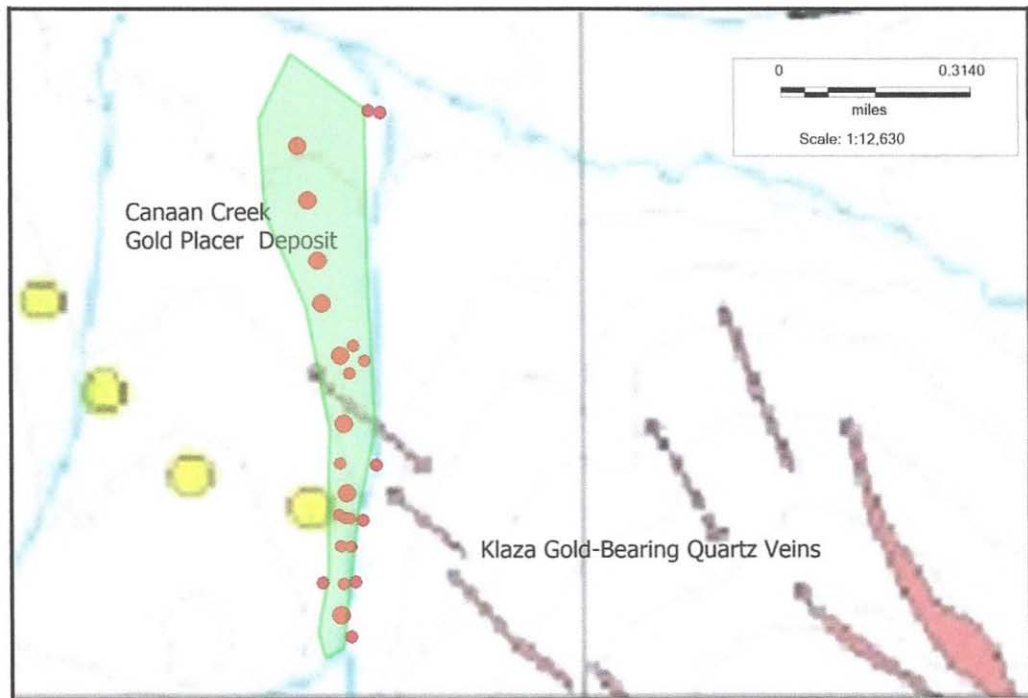 0 0.3140
miles
Scale: 1:12,630
Canaan Creek
Gold Placer Deposit
Klaza Gold-Bearing Quartz Veins